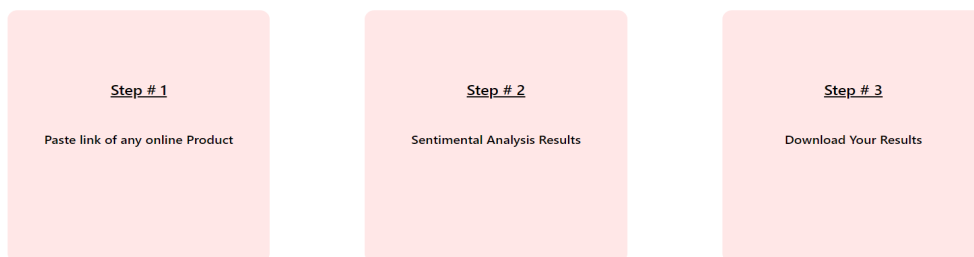 Step # 1
Paste link of any online Product
Step # 2
Sentimental Analysis Results
Step # 3
Download Your Results